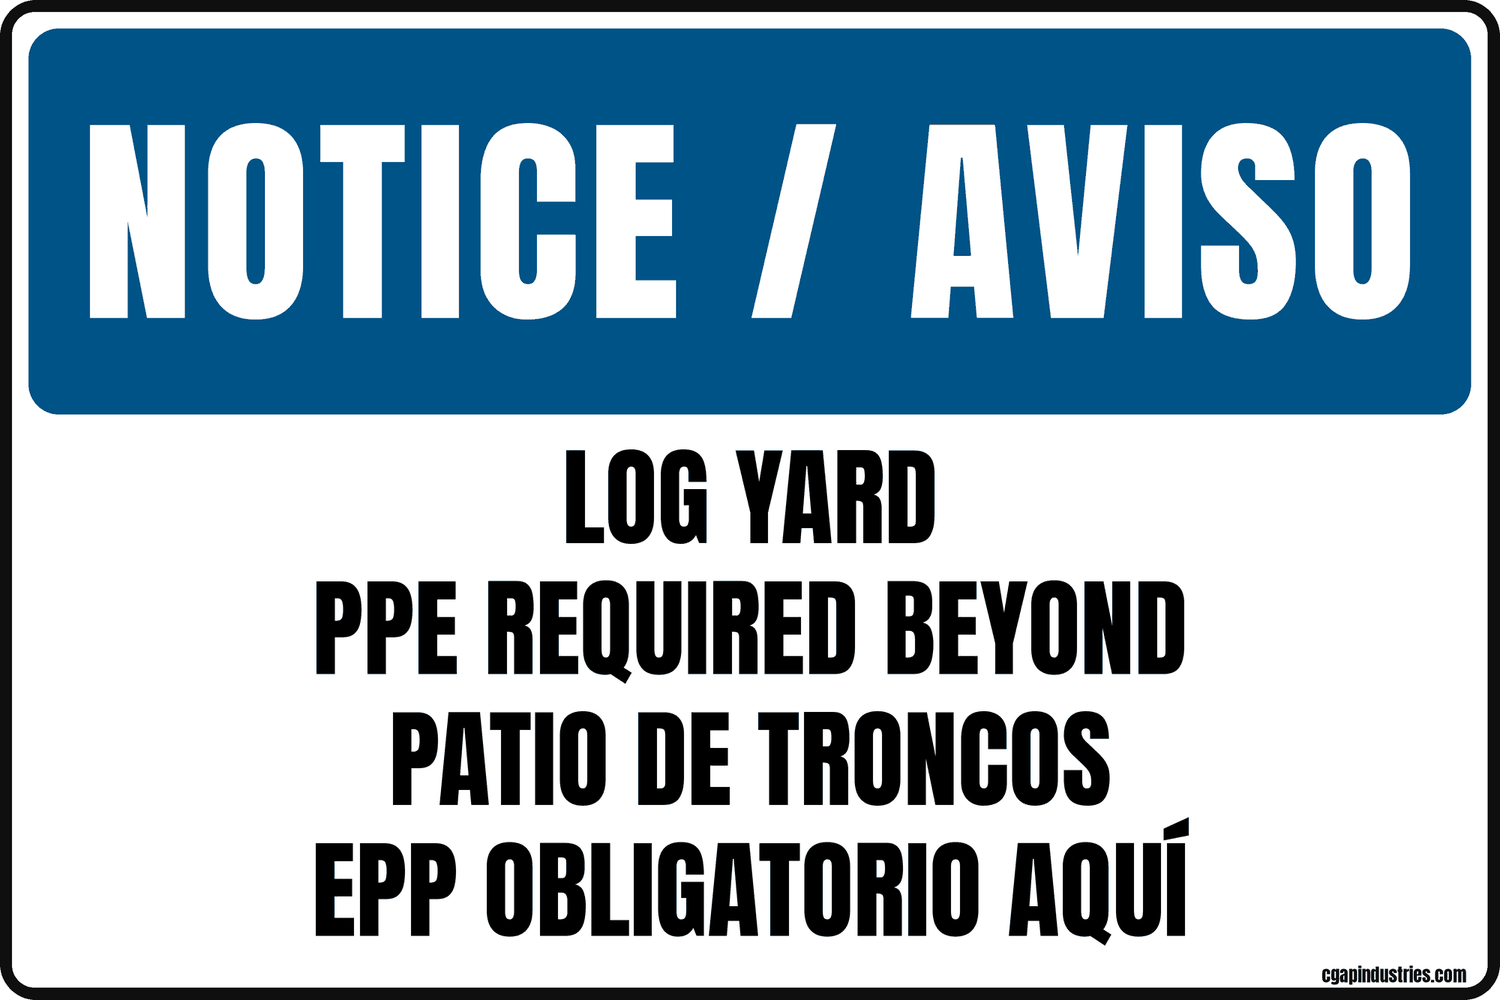 NOTICE / AVISO
LOG YARD
PPE REQUIRED BEYOND
PATIO DE TRONCOS
EPP OBLIGATORIO AQUÍ
cgapindustries.com